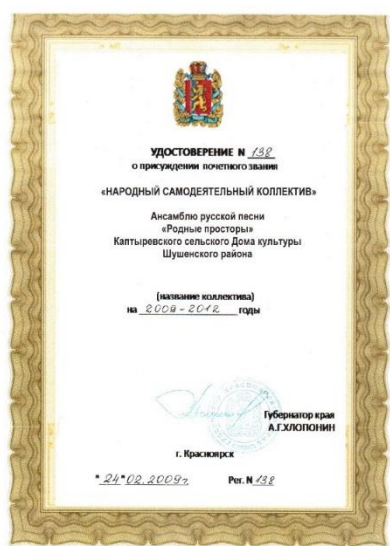 УДОСТОВЕРЕНИЕ N 138
о присуждении почетного звания
«НАРОДНЫЙ САМОДЕЯТЕЛЬНЫЙ КОЛЛЕКТИВ»
Ансамблю русской песни
«Родные просторы»
Каптыревского сельского Дома культуры
Шушенского района
(название коллектива)
на 2009-2012 годы
Губернатор края
А.Г.ХЛОПОНИН
г. Красноярск
"24"02.2009г.
Рег. N 138